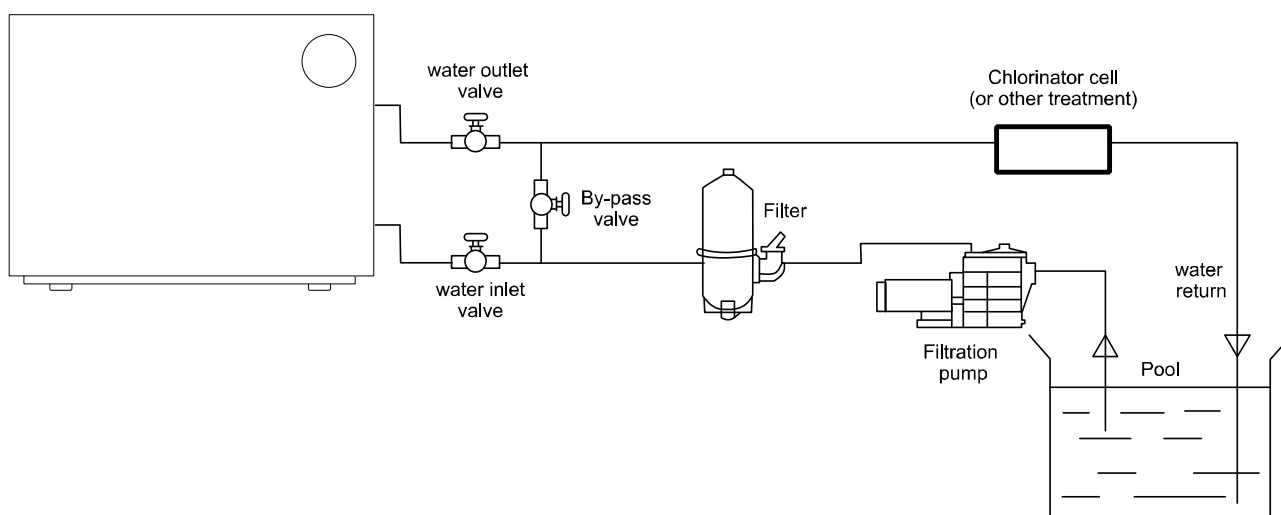 water outlet
valve
Chlorinator cell
(or other treatment)
By-pass
valve
Filter
water inlet
valve
water
return
Filtration
pump
Pool